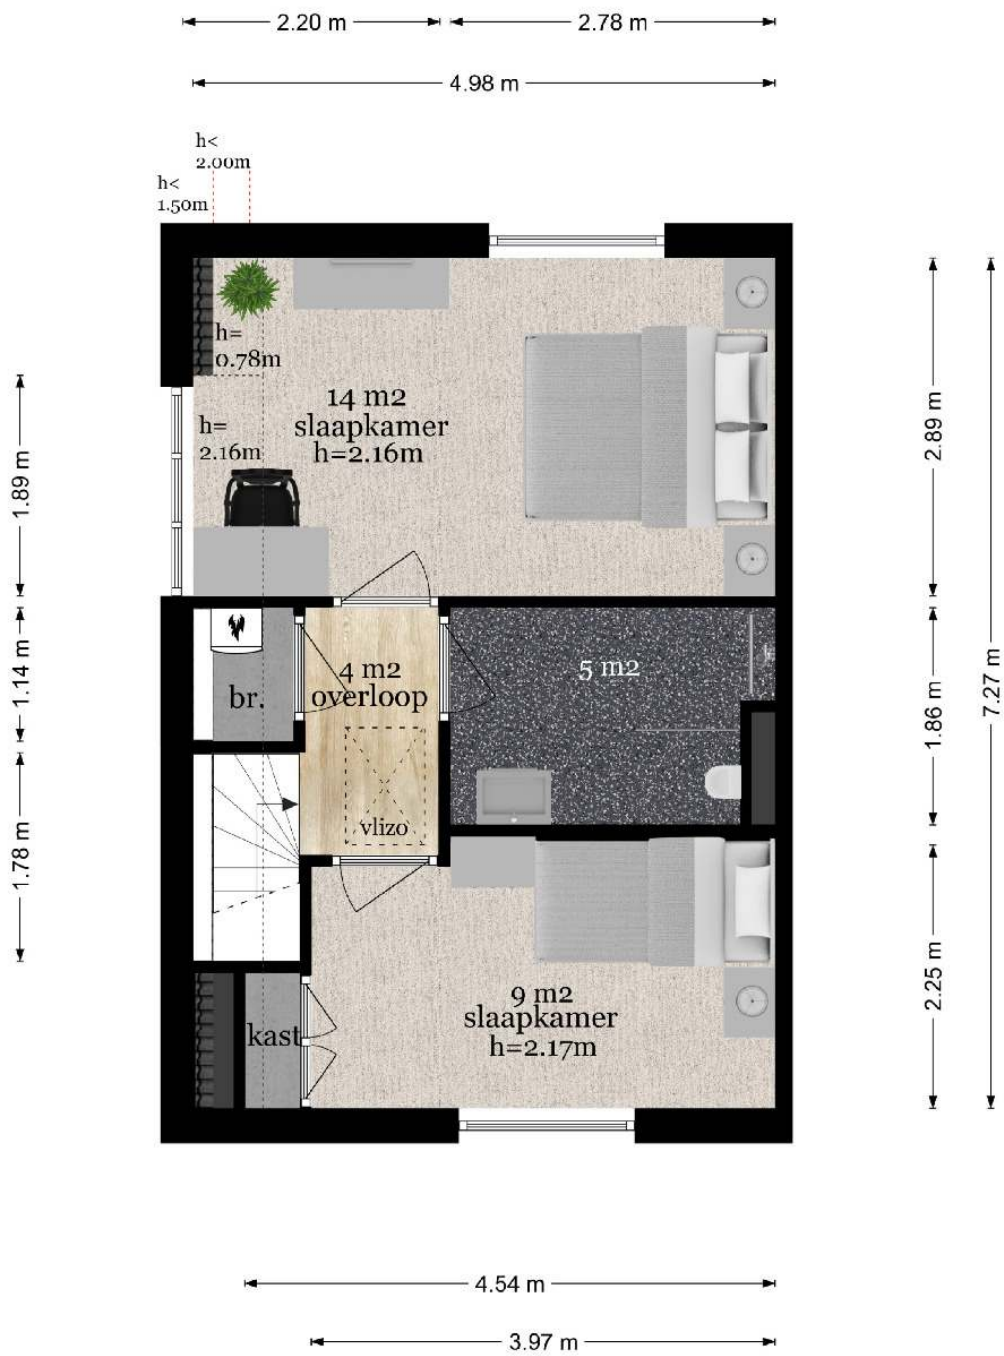 2.20 m
2.78 m
4.98 m
h<
2.00m
h<
1.50m
h=
0.78m
14 m2
slaapkamer
h=2.16m
h=
2.16m
1.89 m
2.89 m
1.14 m
4 m2
overloop
br.
5 m2
1.86 m
7.27 m
vlizo
1.78 m
2.25 m
9 m2
slaapkamer
h=2.17m
kast
4.54 m
3.97 m